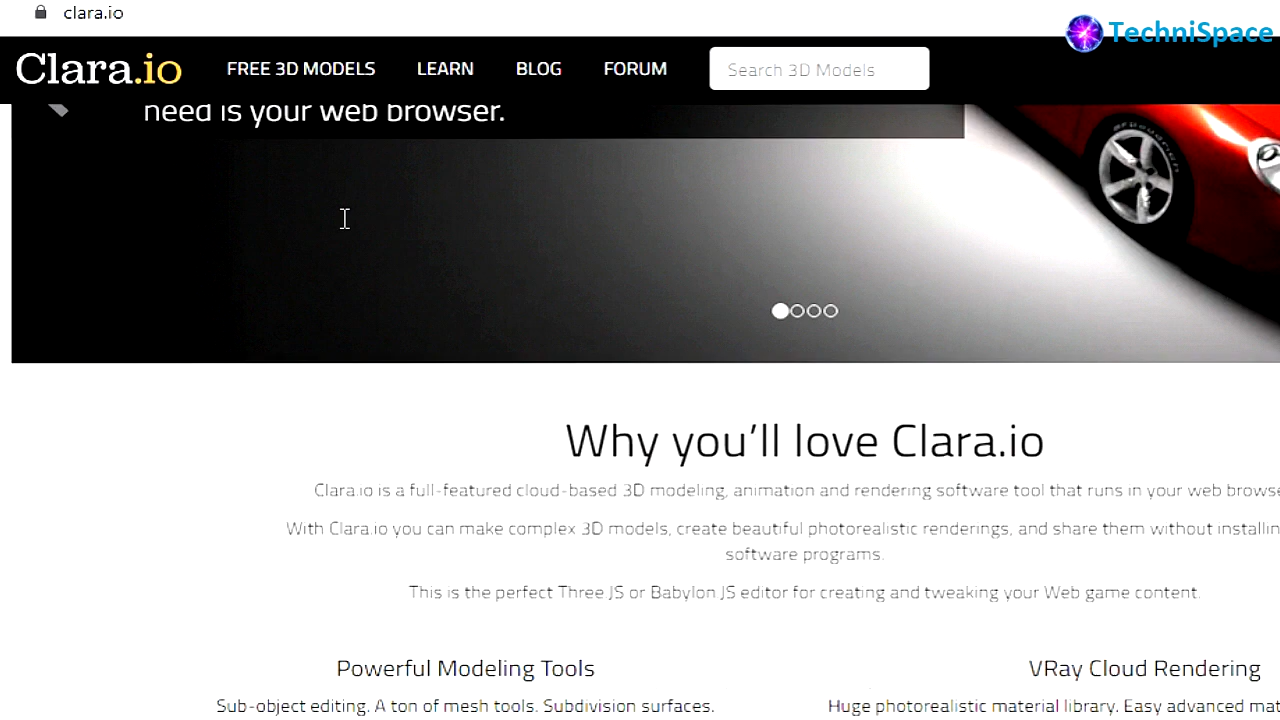 clara.io
TechniSpace
Clara.io
FREE 3D MODELS
LEARN
BLOG
FORUM
Search 3D Models
need is your web browser.
Why you'll love Clara.io
Clara.io is a full-featured cloud-based 3D modeling, animation and rendering software tool that runs in your web
With Clara.io you can make complex 3D models, create beautiful photorealistic renderings, and share them without
software programs.
This is the perfect Three JS or Babylon JS editor for creating and tweaking your Web game content.
Powerful Modeling Tools
VRay Cloud Rendering
Sub-object editing. A ton of mesh tools. Subdivision surfaces.
Huge photorealistic material library. Easy advanced